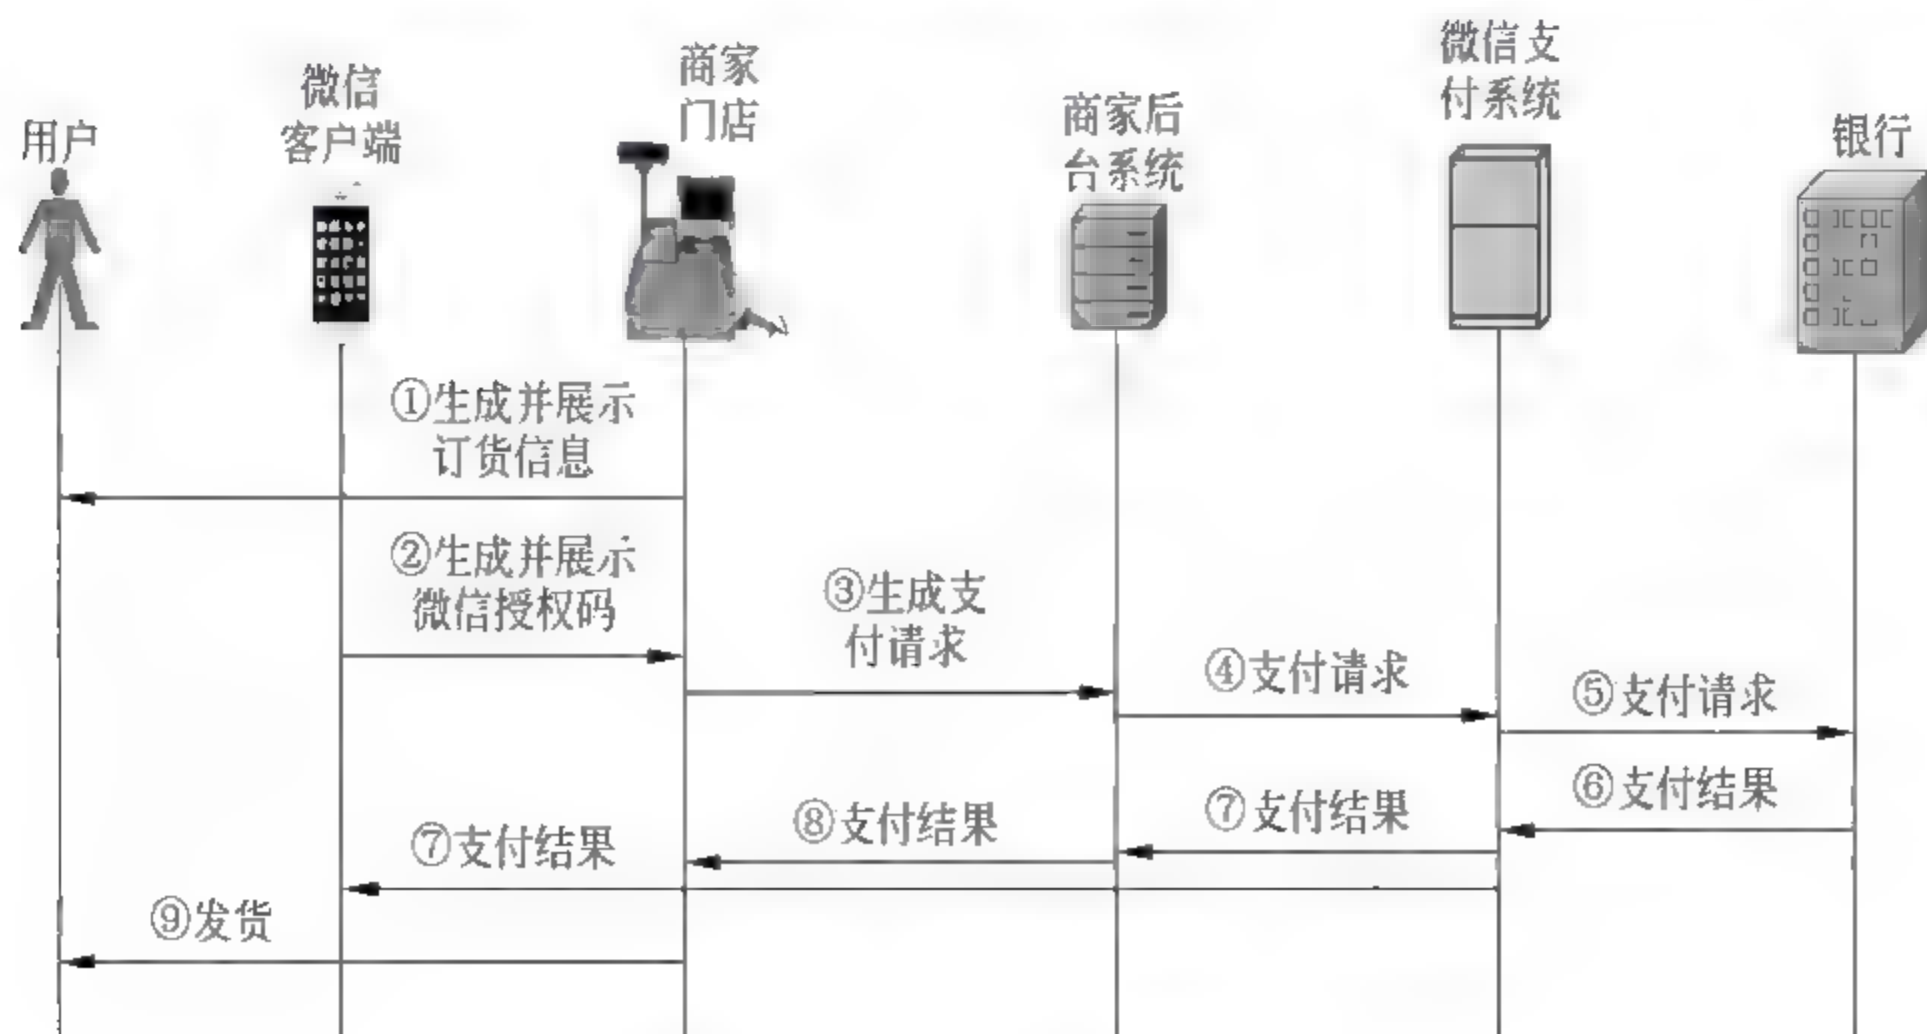 用户
微信
客户端
商家
门店
商家后
台系统
微信支
付系统
银行
①生成并展示
订货信息
②生成并展示
微信授权码
③生成支
付请求
④支付请求
⑤支付请求
⑥支付结果
⑦支付结果
⑧支付结果
⑦支付结果
⑨发货